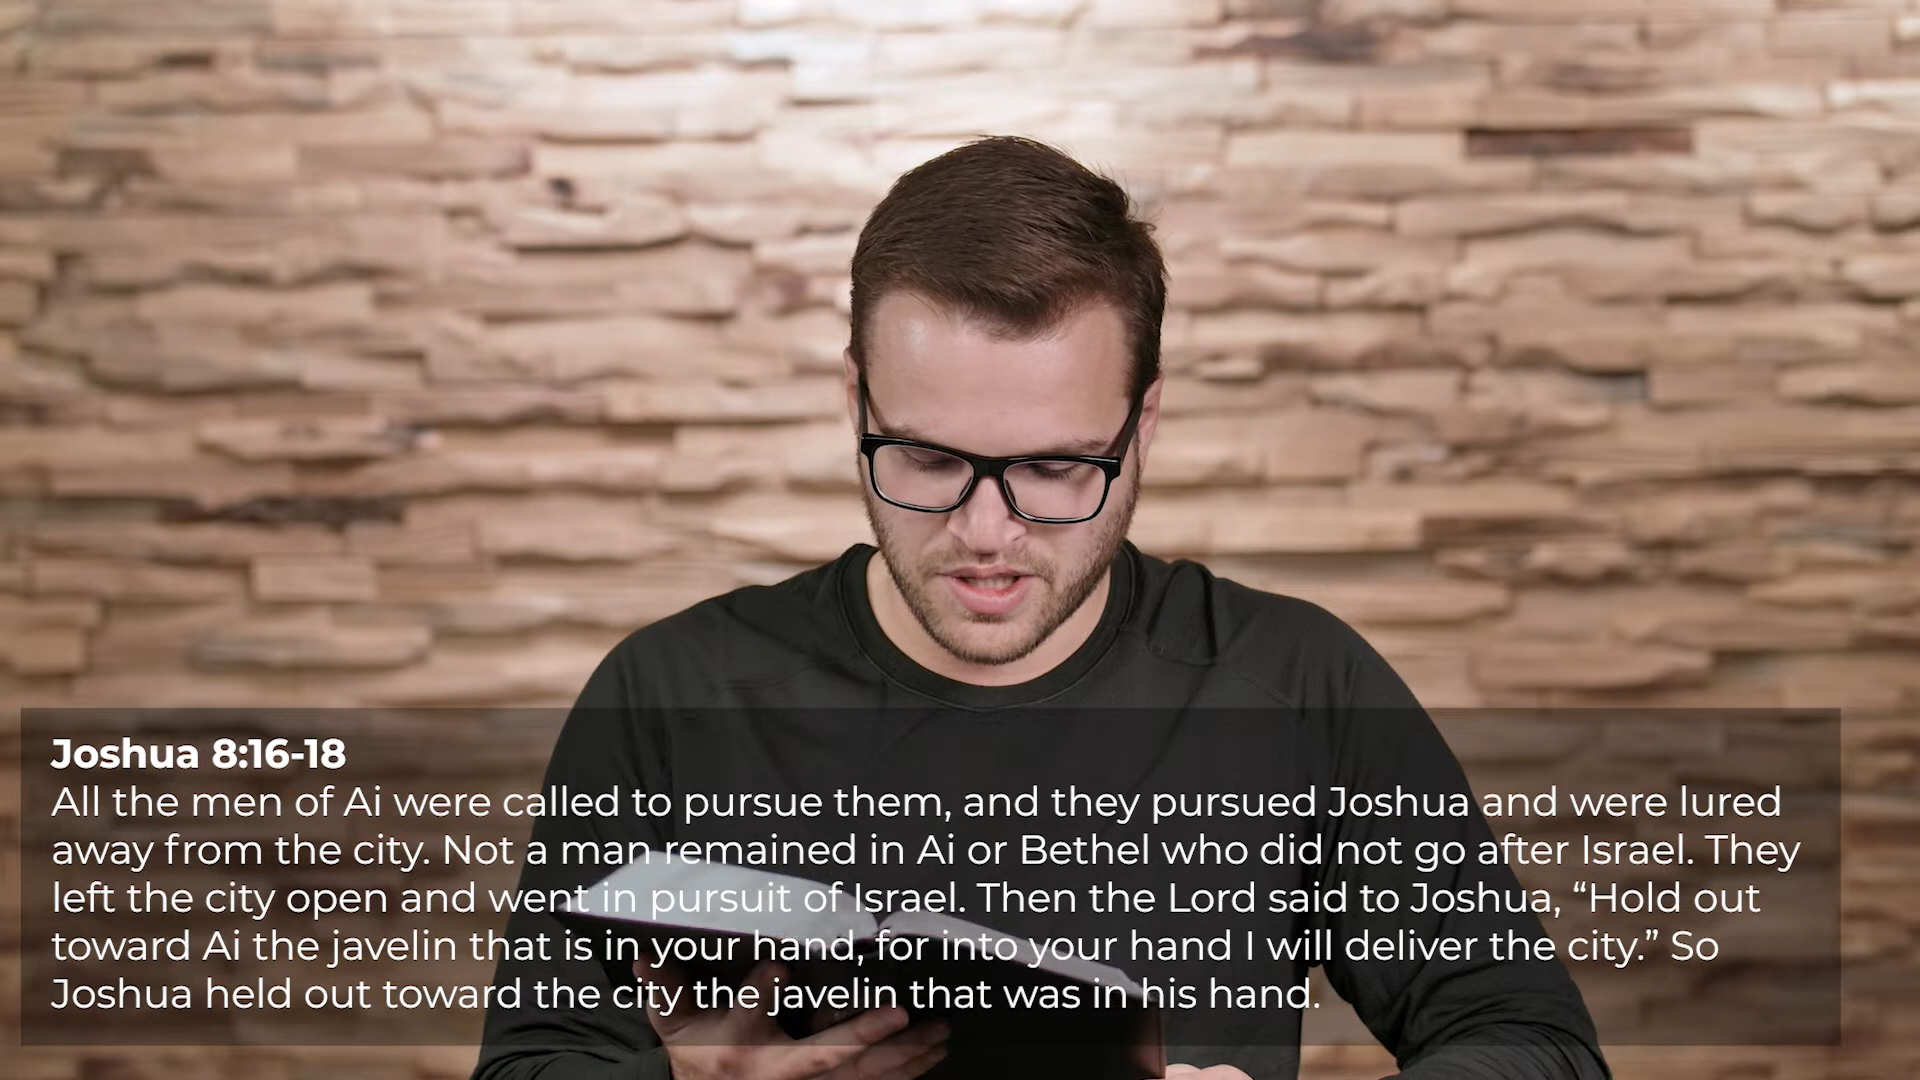 Joshua 8:16-18
All the men of Ai were called to pursue them, and they pursued Joshua and were lured
away from the city. Not a man remained in Ai or Bethel who did not go after Israel. They
left the city open and went in pursuit of Israel. Then the Lord said to Joshua, “Hold out
toward Ai the javelin that is in your hand, for into your hand I will deliver the city.” So
Joshua held out toward the city the javelin that was in his hand.